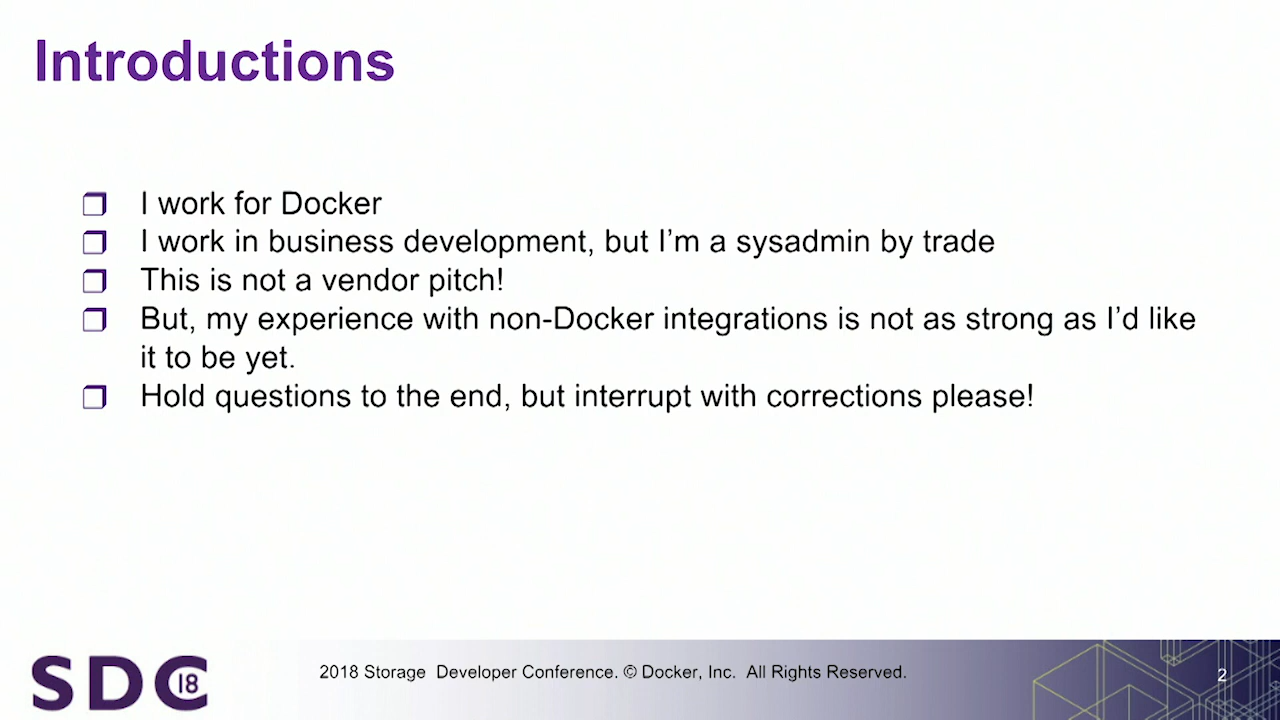 Introductions
I work for Docker
I work in business development, but I'm a sysadmin by trade
This is not a vendor pitch!
But, my experience with non-Docker integrations is not as strong as I'd like
it to be yet.
Hold questions to the end, but interrupt with corrections please!
SDC 18
2018 Storage Developer Conference. © Docker, Inc. All Rights Reserved.
2